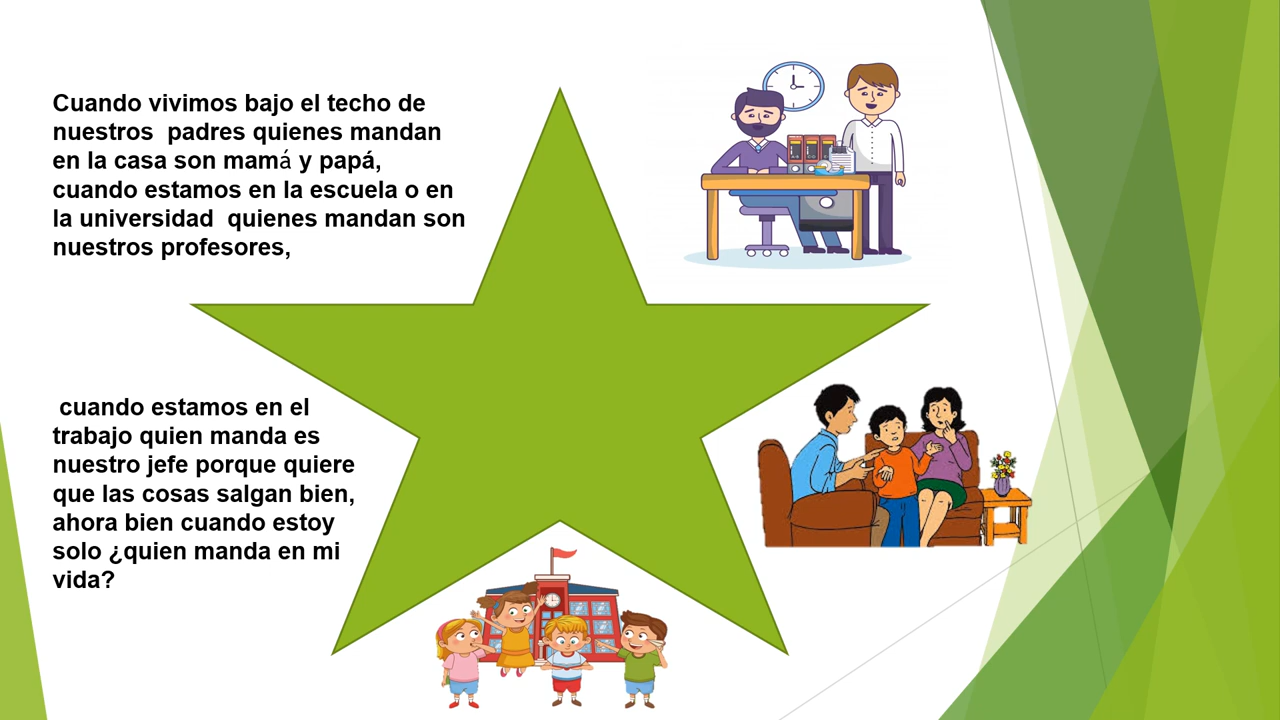 Cuando vivimos bajo el techo de
nuestros  padres quienes mandan
en la casa son mamá y papá,
cuando estamos en la escuela o en
la universidad  quienes mandan son
nuestros profesores,
cuando estamos en el
trabajo quien manda es
nuestro jefe porque quiere
que las cosas salgan bien,
ahora bien cuando estoy
solo ¿quien manda en mi
vida?